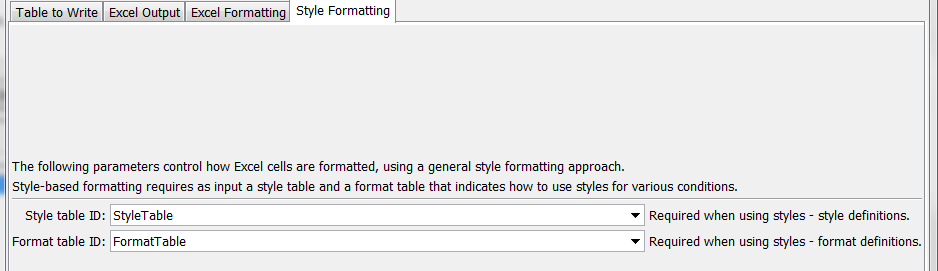 Table to Write Excel Output Excel Formatting Style Formatting
The following parameters control how Excel cells are formatted, using a general style formatting approach.
Style-based formatting requires as input a style table and a format table that indicates how to use styles for various conditions.
Style table ID: StyleTable Required when using styles - style definitions.
Format table ID: FormatTable Required when using styles - format definitions.